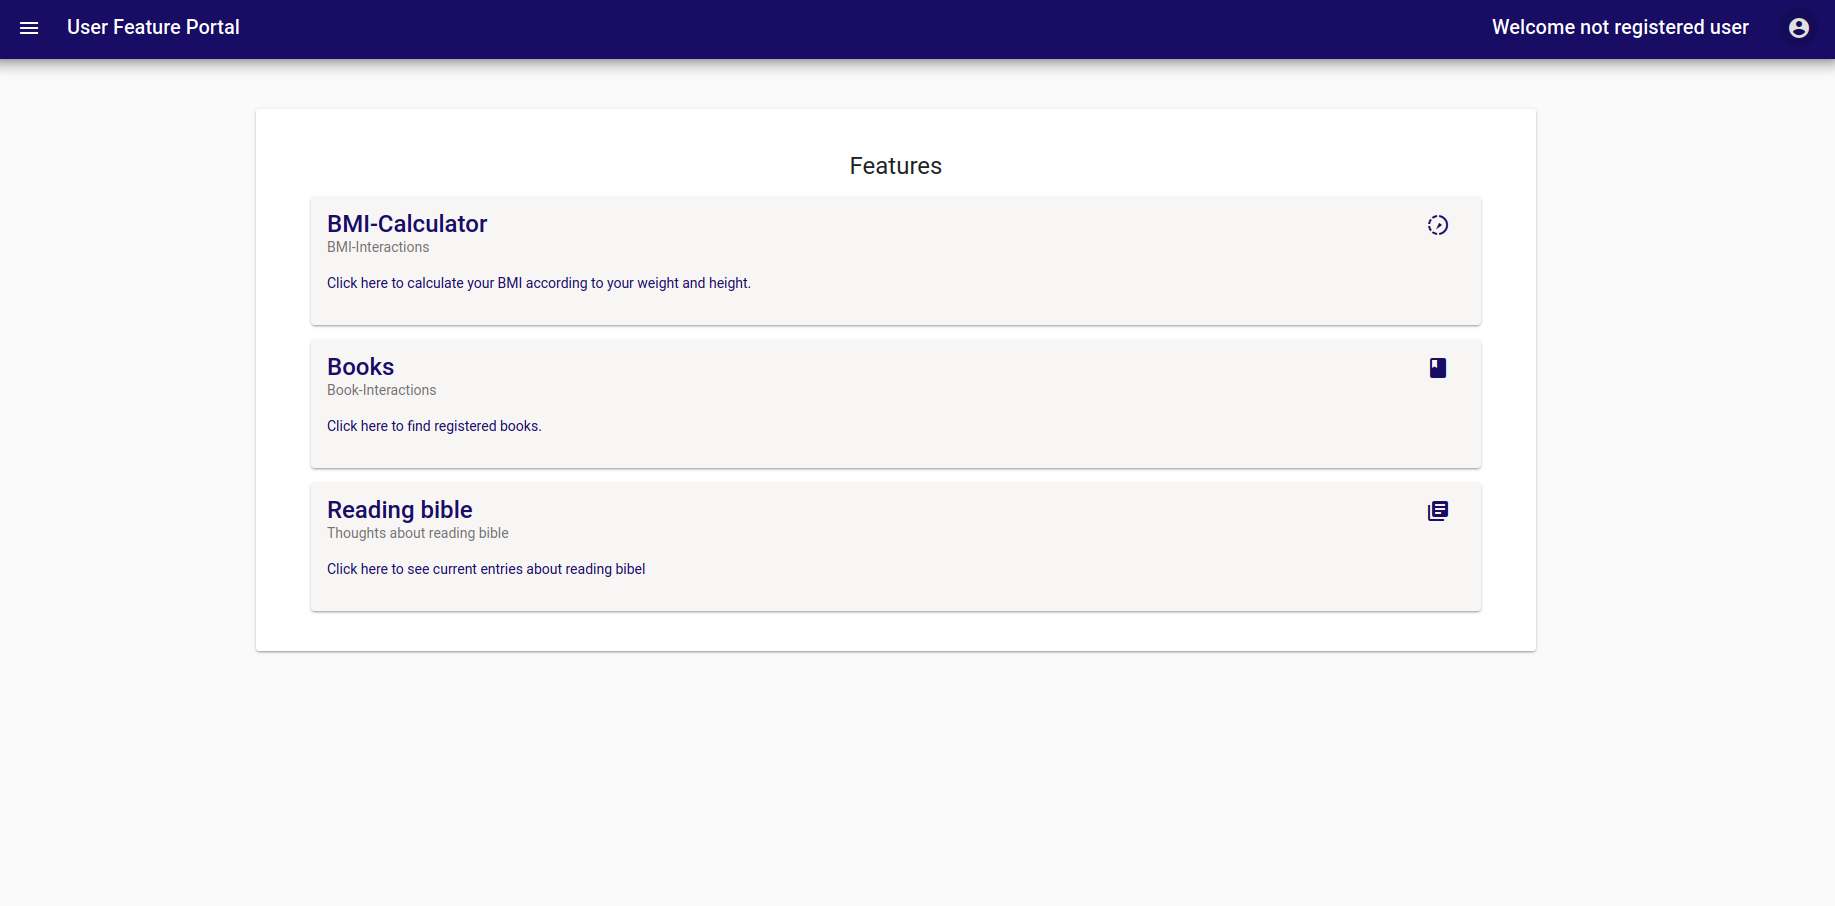 User Feature Portal
Welcome not registered user
Features
BMI-Calculator
BMI-Interactions
Click here to calculate your BMI according to your weight and height.
Books
Book-Interactions
Click here to find registered books.
Reading bible
Thoughts about reading bible
Click here to see current entries about reading bibel